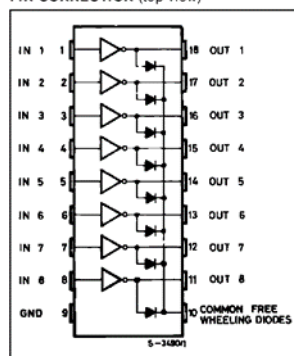 PIN CONNECTION (top view)
IN 1 1 18 OUT 1
IN 2 2 17 OUT 2
IN 3 3 16 OUT 3
IN 4 4 15 OUT 4
IN 5 5 14 OUT 5
IN 6 6 13 OUT 6
IN 7 7 12 OUT 7
IN 8 8 11 OUT 8
GND 9 10 COMMON FREE
WHEELING DIODES
S-3490/1